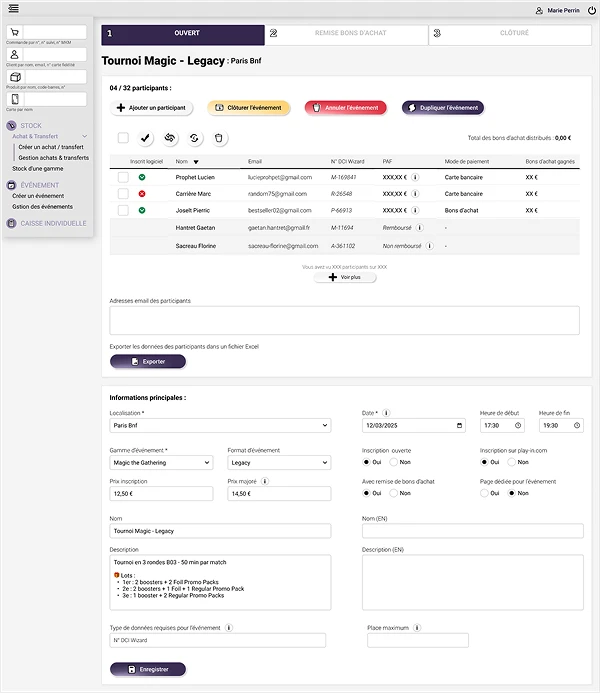 Marie Perrin
Commande par n°, n° suivi, n° MKM
Client par nom, email, n° carte fidélité
Produit par nom, code-barres, n°
Carte par nom
STOCK
Achat & Transfert
Créer un achat / transfert
Gestion achats & transferts
Stock d'une gamme
ÉVÉNEMENT
Créer un événement
Gstion des événements
CAISSE INDIVIDUELLE
1 OUVERT
2 REMISE BONS D'ACHAT
3 CLÔTURÉ
Tournoi Magic - Legacy : Paris Bnf
04 / 32 participants :
Ajouter un participant
Clôturer l'événement
Annuler l'événement
Dupliquer l'événement
Total des bons d'achat distribués : 0,00 €
Inscrit logiciel Nom Email N° DCI Wizard PAF Mode de paiement Bons d'achat gagnés
Prophet Lucien lucieprohpet@gmail.com M-169841 XXX,XX € i Carte bancaire XX €
Carrière Marc random75@gmail.com R-26548 XXX,XX € i Carte bancaire XX €
Joselt Pierric bestseller02@gmail.com P-66913 XXX,XX € i Bons d'achat XX €
Hantret Gaetan gaetan.hantret@gmail.fr M-11694 Remboursé i -
Sacreau Florine sacreau-florine@gmail.com A-361102 Non remboursé i -
Vous avez vu XXX participants sur XXX
Voir plus
Adresses email des participants
Exporter les données des participants dans un fichier Excel
Exporter
Informations principales :
Localisation *
Paris Bnf
Date * i
12/03/2025
Heure de début
17:30
Heure de fin
19:30
Gamme d'événement *
Magic the Gathering
Format d'événement
Legacy
Inscription ouverte
Oui Non
Inscription sur play-in.com
Oui Non
Prix inscription
12,50 €
Prix majoré i
14,50 €
Avec remise de bons d'achat
Oui Non
Page dédiée pour l'événement
Oui Non
Nom
Tournoi Magic - Legacy
Nom (EN)
Description
Tournoi en 3 rondes B03 - 50 min par match
🎁 Lots :
• 1er : 2 boosters + 2 Foil Promo Packs
• 2e : 2 boosters + 1 Foil + 1 Regular Promo Pack
• 3e : 1 booster + 2 Regular Promo Packs
Description (EN)
Type de données requises pour l'événement i
N° DCI Wizard
Place maximum i
Enregistrer